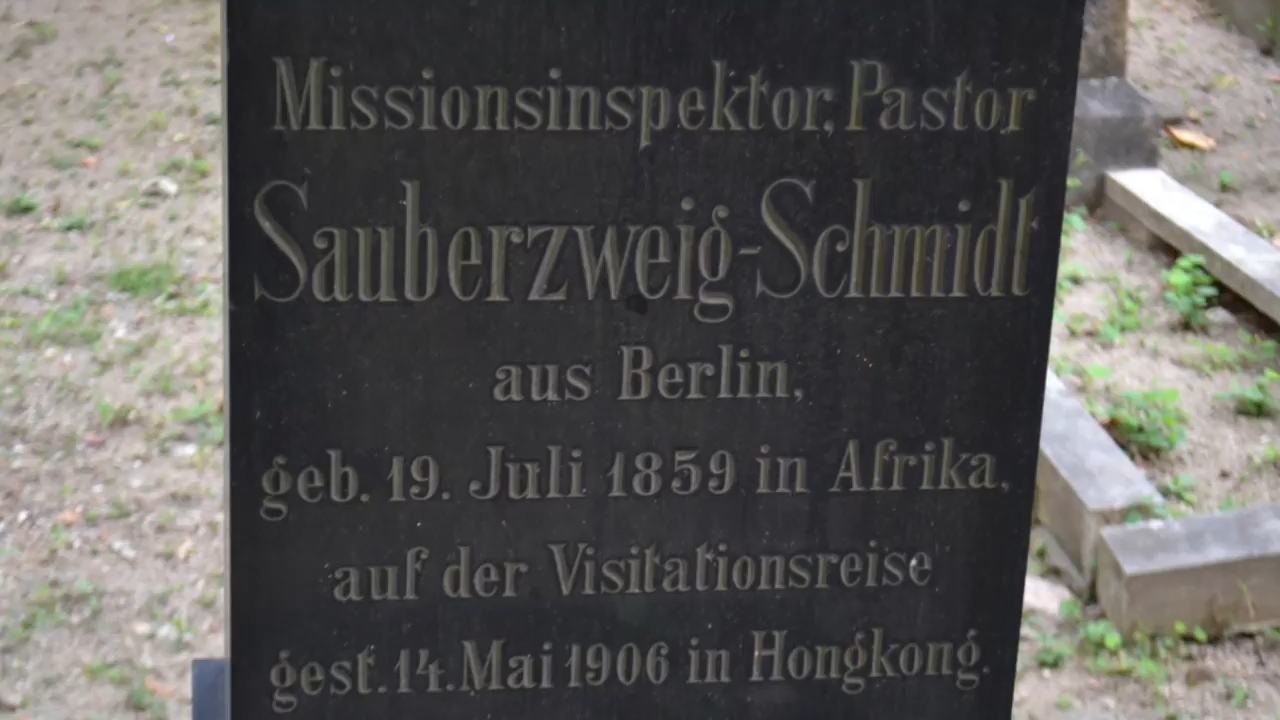 Missionsinspektor, Pastor
Sauberzweig-Schmidt
aus Berlin,
geb. 19. Juli 1859 in Afrika,
auf der Visitationsreise
gest. 14. Mai 1906 in Hongkong.